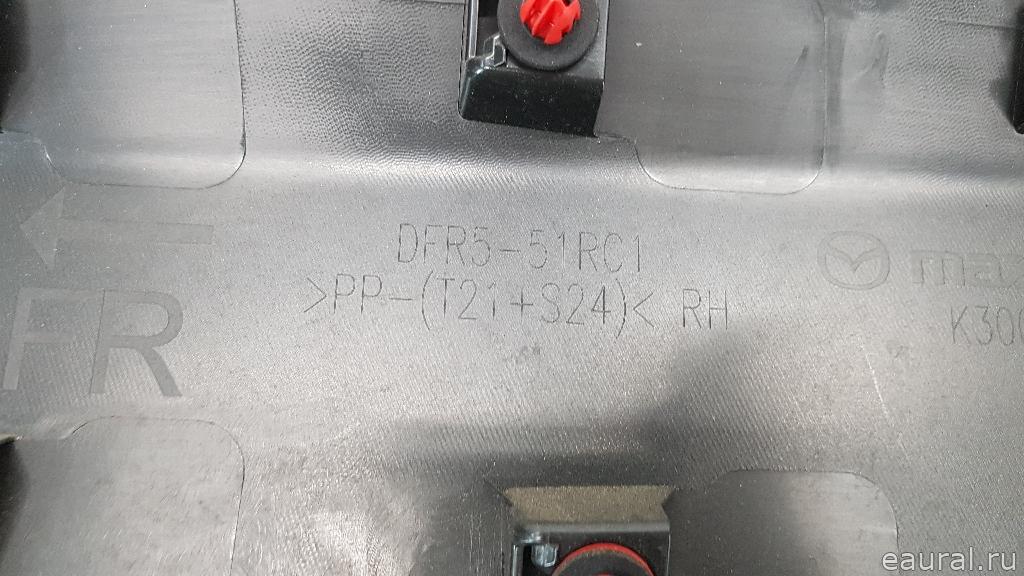 DFR5-51RC1
>PP-(T21+S24)< RH
FR
eaural.ru